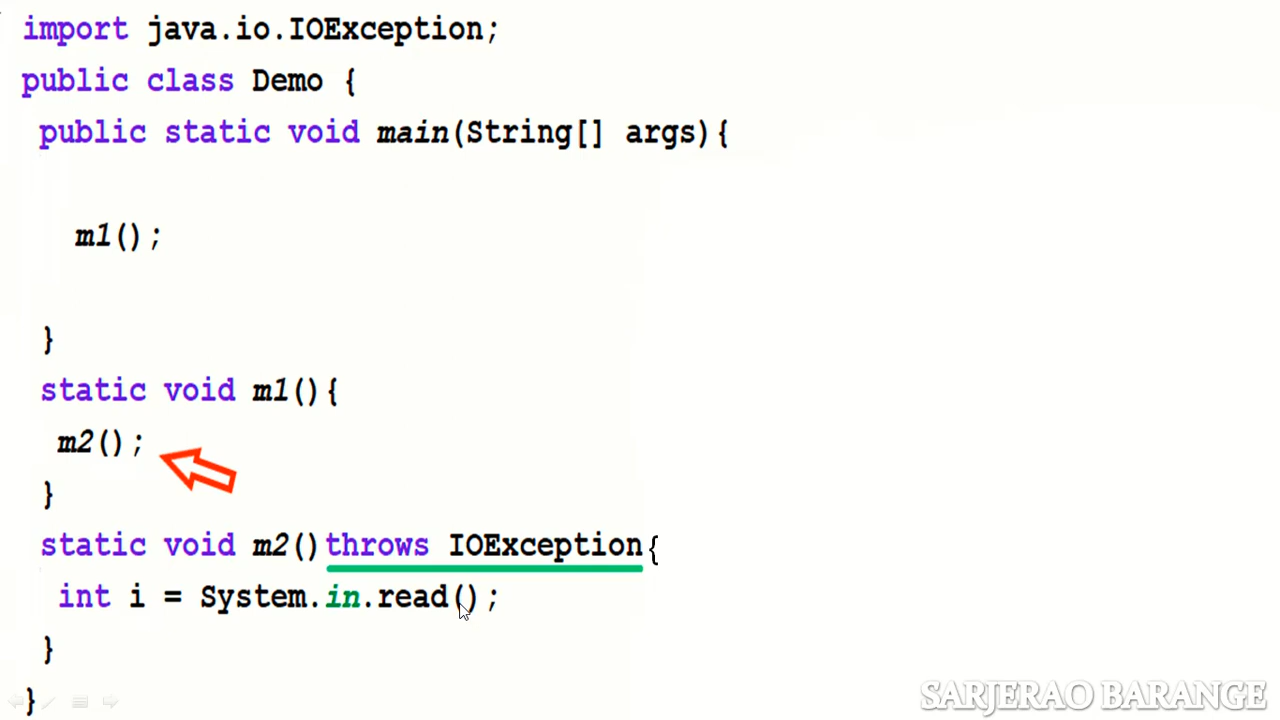 import java.io.IOException;
public class Demo {
public static void main(String[] args){
m1();
}
static void m1(){
m2();
}
static void m2()throws IOException{
int i = System.in.read();
}
}
SARJERAO BARANGE